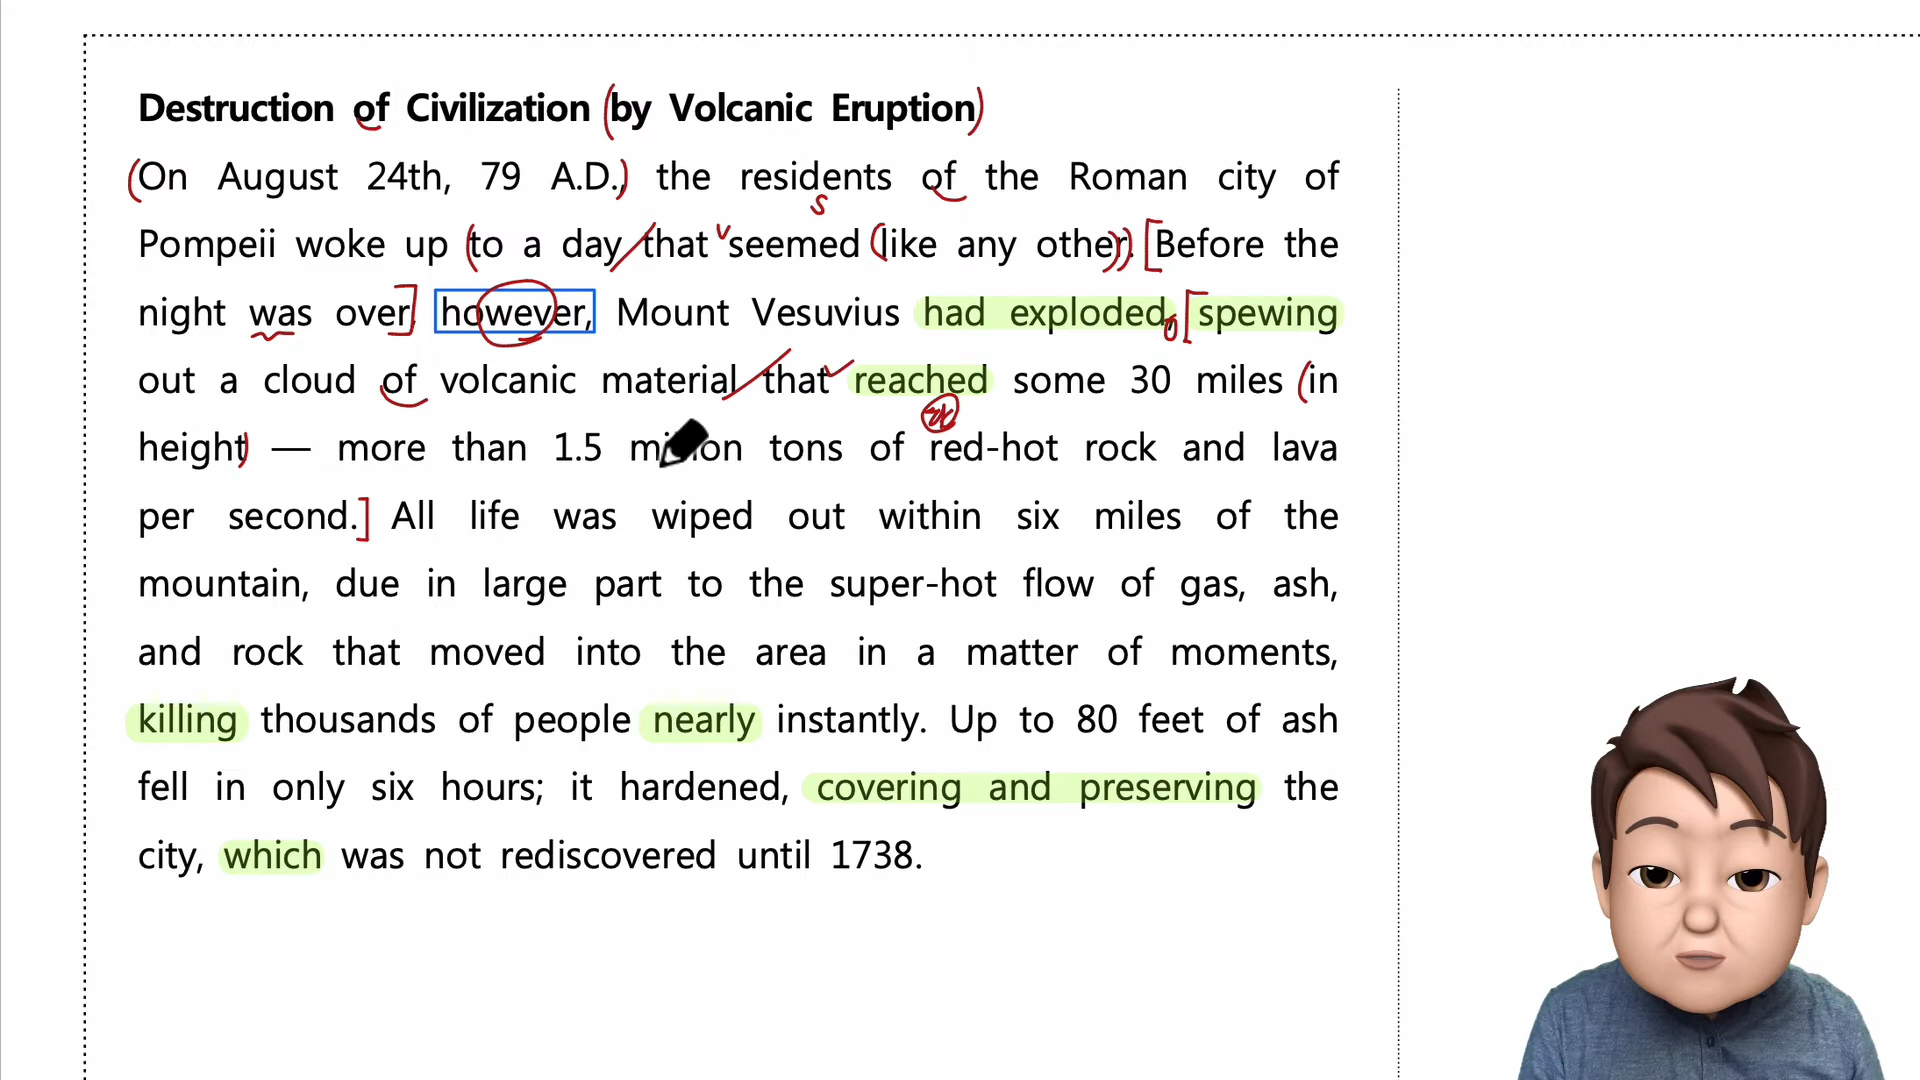 Destruction of Civilization (by Volcanic Eruption)
(On August 24th, 79 A.D.,) the residents of the Roman city of
s
Pompeii woke up (to a day / that seemed (like any other)). [Before the
night was over], however, Mount Vesuvius had exploded, [spewing
out a cloud of volcanic material / that reached some 30 miles (in
height) — more than 1.5 million tons of red-hot rock and lava
per second.] All life was wiped out within six miles of the
mountain, due in large part to the super-hot flow of gas, ash,
and rock that moved into the area in a matter of moments,
killing thousands of people nearly instantly. Up to 80 feet of ash
fell in only six hours; it hardened, covering and preserving the
city, which was not rediscovered until 1738.